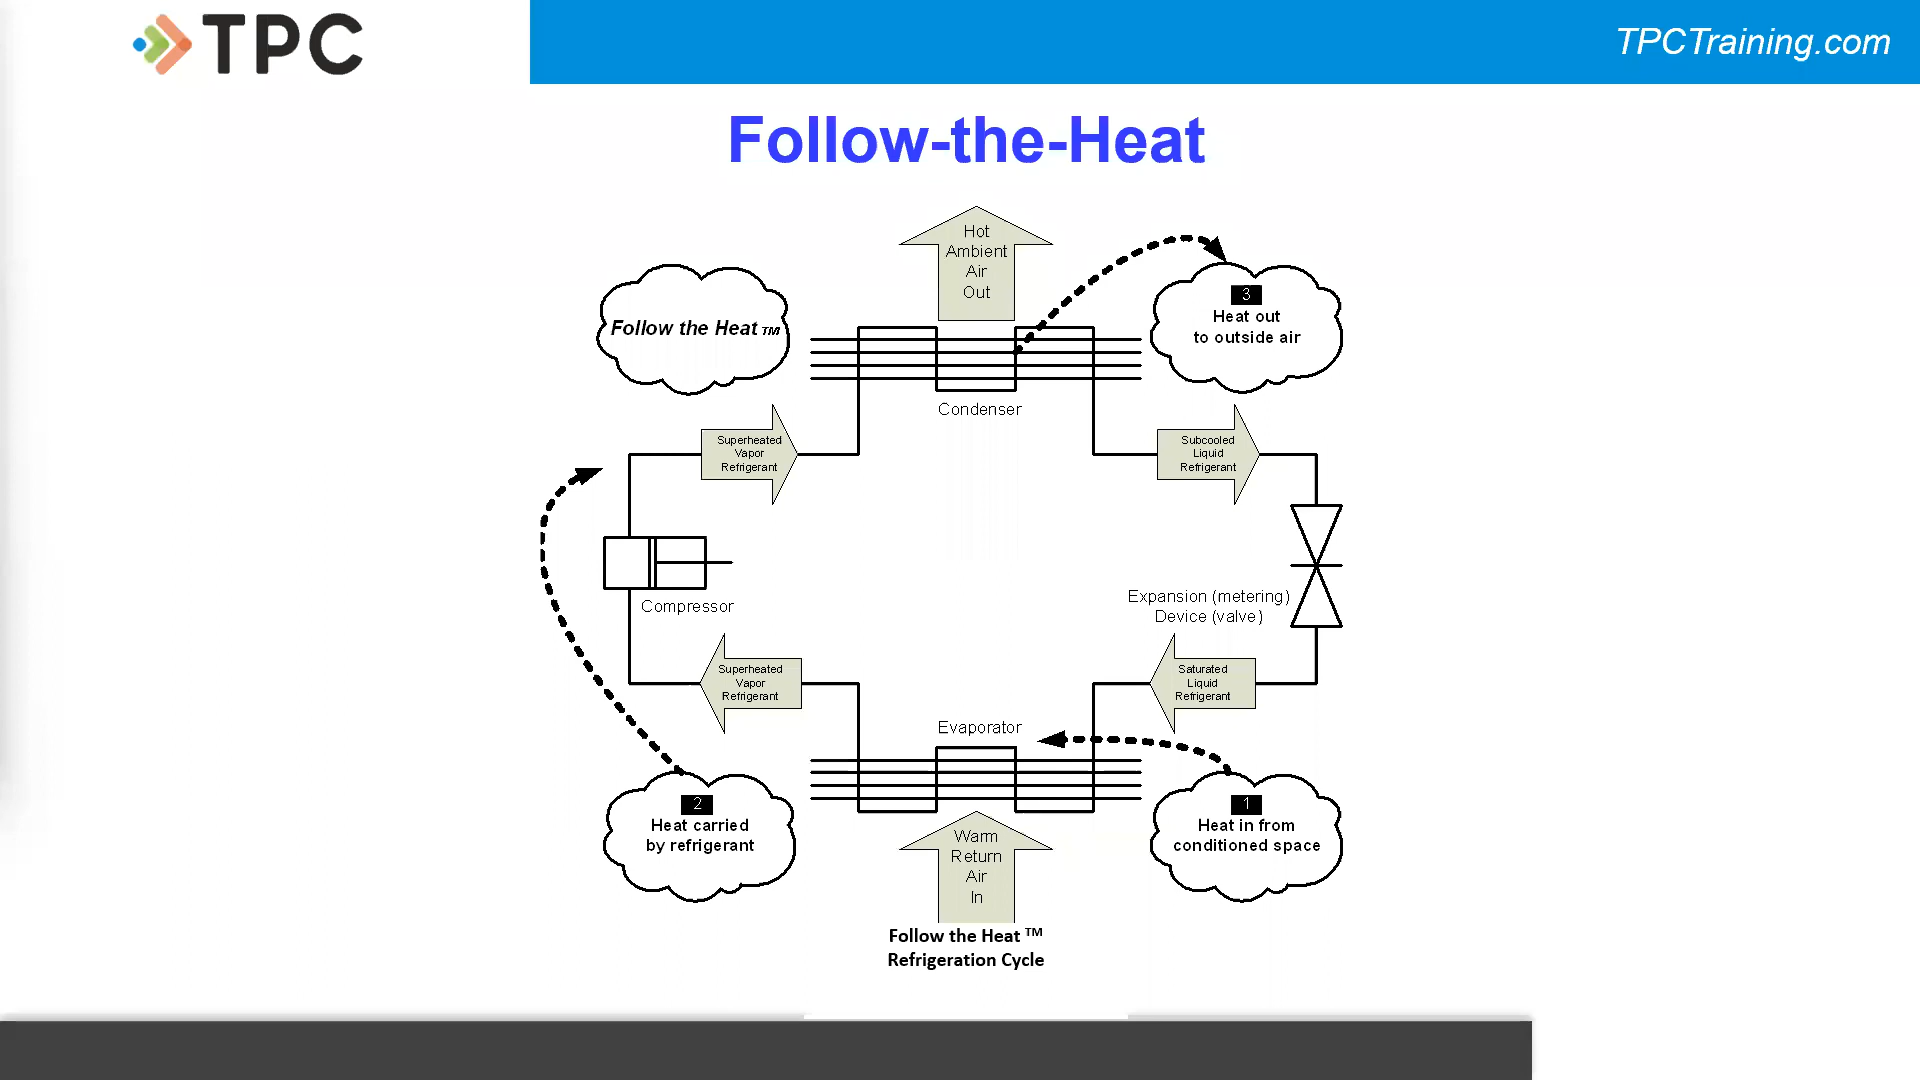 TPC
TPCTraining.com
Follow-the-Heat
Hot
Ambient
Air
Out
3
Heat out
to outside air
Follow the Heat TM
Condenser
Superheated
Vapor
Refrigerant
Subcooled
Liquid
Refrigerant
Compressor
Expansion (metering)
Device (valve)
Superheated
Vapor
Refrigerant
Saturated
Liquid
Refrigerant
Evaporator
2
Heat carried
by refrigerant
1
Heat in from
conditioned space
Warm
Return
Air
In
Follow the Heat TM
Refrigeration Cycle